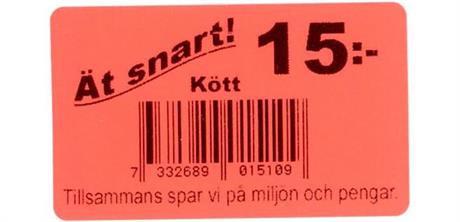 Ät snart! 15:-
Kött
7 332689 015109
Tillsammans spar vi på miljön och pengar.